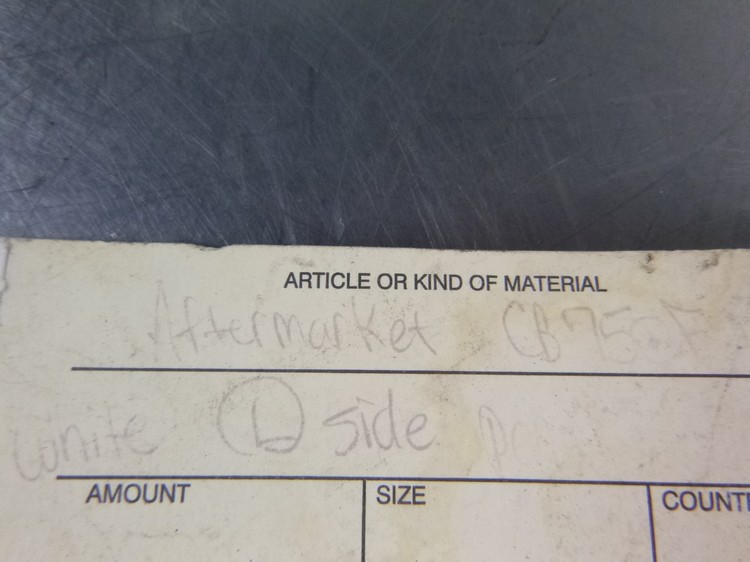 ARTICLE OR KIND OF MATERIAL
Aftermarket CB750F
White L side
AMOUNT SIZE COUNT